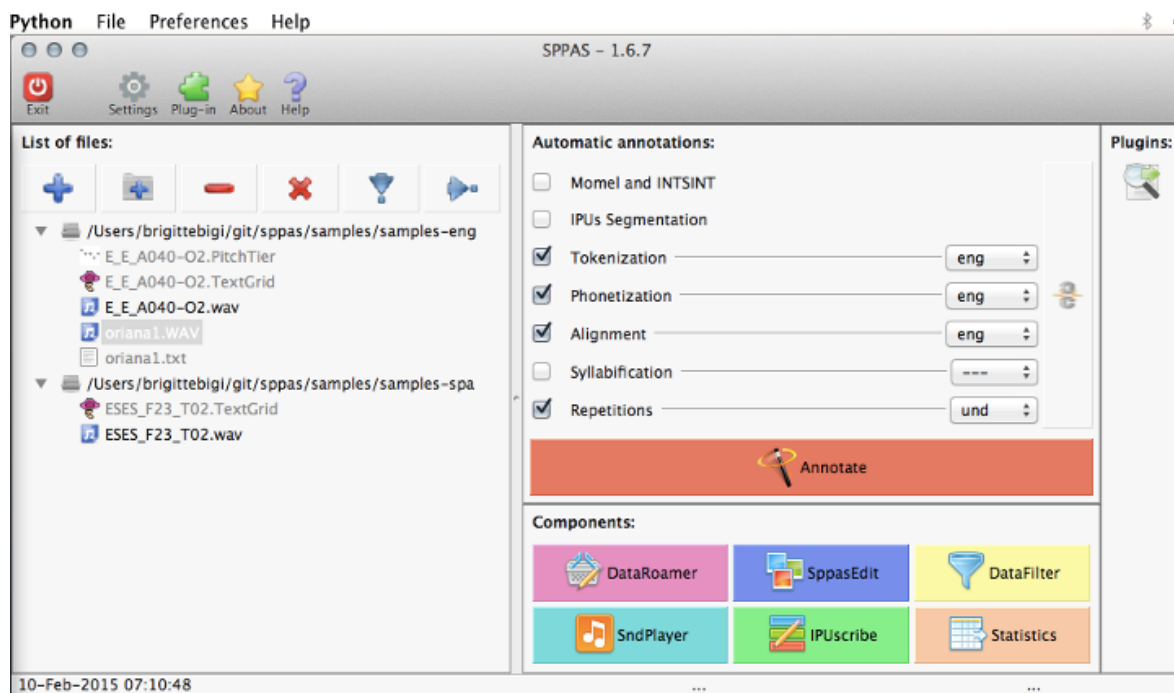 Python File Preferences Help
SPPAS - 1.6.7
Exit Settings Plug-in About Help
List of files:
/Users/brigittebigi/git/sppas/samples/samples-eng
E_E_A040-O2.PitchTier
E_E_A040-O2.TextGrid
E_E_A040-O2.wav
oriana1.WAV
oriana1.txt
/Users/brigittebigi/git/sppas/samples/samples-spa
ESES_F23_T02.TextGrid
ESES_F23_T02.wav
Automatic annotations:
Momel and INTSINT
IPUs Segmentation
Tokenization eng
Phonetization eng
Alignment eng
Syllabification ---
Repetitions und
Annotate
Components:
DataRoamer SppasEdit DataFilter
SndPlayer IPUscribe Statistics
Plugins:
10-Feb-2015 07:10:48 ... ...